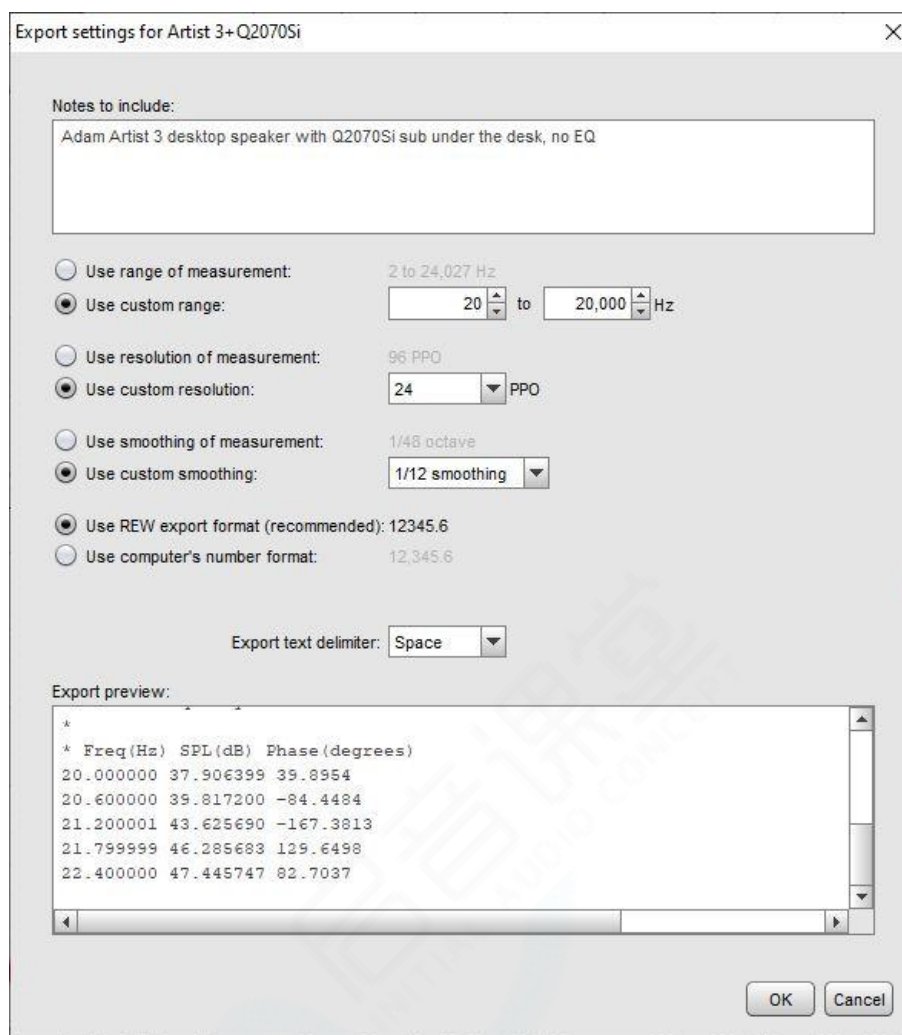 Export settings for Artist 3+Q2070Si
Notes to include:
Adam Artist 3 desktop speaker with Q2070Si sub under the desk, no EQ
Use range of measurement: 2 to 24,027 Hz
Use custom range: 20 to 20,000 Hz
Use resolution of measurement: 96 PPO
Use custom resolution: 24 PPO
Use smoothing of measurement: 1/48 octave
Use custom smoothing: 1/12 smoothing
Use REW export format (recommended): 12345.6
Use computer's number format: 12,345.6
Export text delimiter: Space
Export preview:
*
* Freq(Hz) SPL(dB) Phase(degrees)
20.000000 37.906399 39.8954
20.600000 39.817200 -84.4484
21.200001 43.625690 -167.3813
21.799999 46.285683 129.6498
22.400000 47.445747 82.7037
OK Cancel